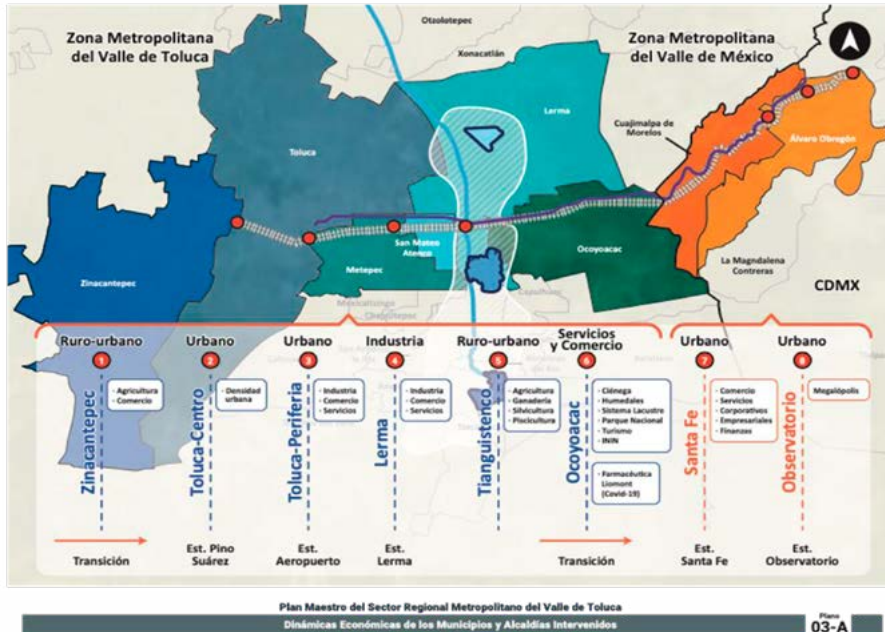 Otzolotepec
Zona Metropolitana
del Valle de Toluca
Xonacatlán
Zona Metropolitana
del Valle de México
Lerma
Cuajimalpa de
Morelos
Álvaro Obregón
Toluca
San Mateo
Atenco
Ocoyoacac
Metepec
La Magndalena
Contreras
Zinacantepec
CDMX
Mexicaltzingo
Chapultepec
Capulhuac
Ruro-urbano
1
Zinacantepec
- Agricultura
- Comercio
Transición
Urbano
2
Toluca-Centro
- Densidad
urbana
Est. Pino
Suárez
Urbano
3
Toluca-Periferia
- Industria
- Comercio
- Servicios
Est.
Aeropuerto
Industria
4
Lerma
- Industria
- Comercio
- Servicios
Est.
Lerma
Ruro-urbano
5
Tianguistenco
- Agricultura
- Ganadería
- Silvicultura
- Piscicultura
Servicios
y Comercio
6
Ocoyoacac
- Ciénega
- Humedales
- Sistema Lacustre
- Parque Nacional
- Turismo
- ININ
- Farmacéutica
Liomont
(Covid-19)
Transición
Urbano
7
Santa Fe
- Comercio
- Servicios
- Corporativos
- Empresariales
- Finanzas
Est.
Santa Fe
Urbano
8
Observatorio
Megalópolis
Est.
Observatorio
Plan Maestro del Sector Regional Metropolitano del Valle de Toluca
Dinámicas Económicas de los Municipios y Alcaldías Intervenidos
Plano
03-A